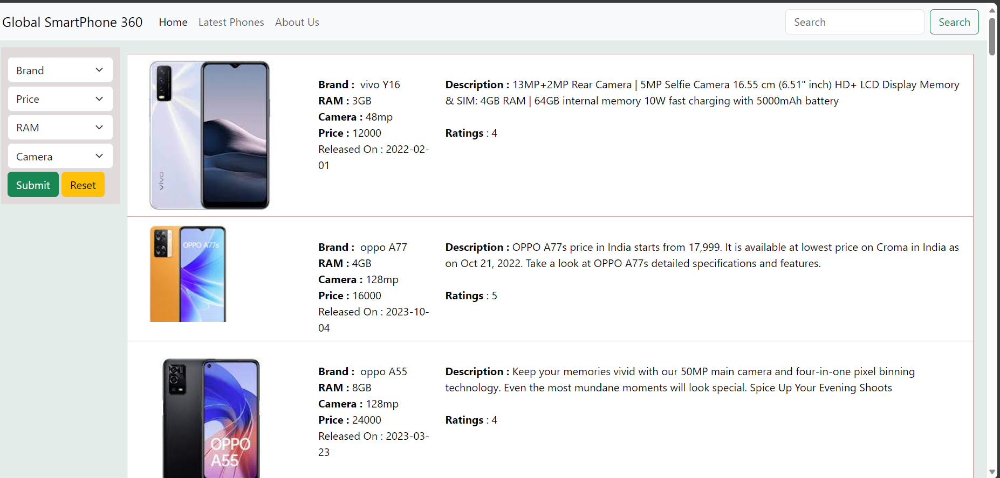 Global SmartPhone 360 Home Latest Phones About Us Search Search
Brand
Price
RAM
Camera
Submit Reset
vivo
Brand : vivo Y16
RAM : 3GB
Camera : 48mp
Price : 12000
Released On : 2022-02-
01
Description : 13MP+2MP Rear Camera | 5MP Selfie Camera 16.55 cm (6.51" inch) HD+ LCD Display Memory
& SIM: 4GB RAM | 64GB internal memory 10W fast charging with 5000mAh battery
Ratings : 4
OPPO A77s
Brand : oppo A77
RAM : 4GB
Camera : 128mp
Price : 16000
Released On : 2023-10-
04
Description : OPPO A77s price in India starts from 17,999. It is available at lowest price on Croma in India as
on Oct 21, 2022. Take a look at OPPO A77s detailed specifications and features.
Ratings : 5
OPPO
A55
Brand : oppo A55
RAM : 8GB
Camera : 128mp
Price : 24000
Released On : 2023-03-
23
Description : Keep your memories vivid with our 50MP main camera and four-in-one pixel binning
technology. Even the most mundane moments will look special. Spice Up Your Evening Shoots
Ratings : 4